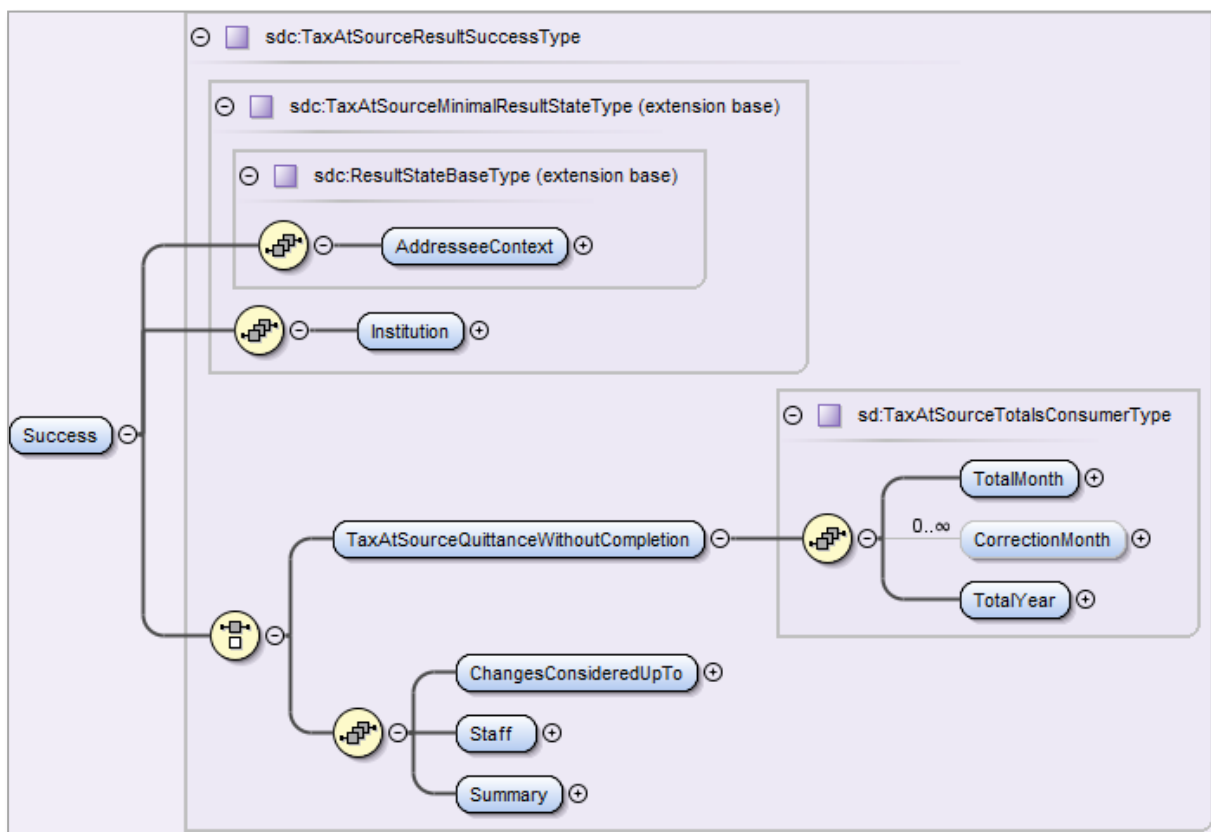 sdc:TaxAtSourceResultSuccessType
sdc:TaxAtSourceMinimalResultStateType (extension base)
sdc:ResultStateBaseType (extension base)
AddresseeContext
Institution
Success
sd:TaxAtSourceTotalsConsumerType
TotalMonth
TaxAtSourceQuittanceWithoutCompletion
0..∞
CorrectionMonth
TotalYear
ChangesConsideredUpTo
Staff
Summary